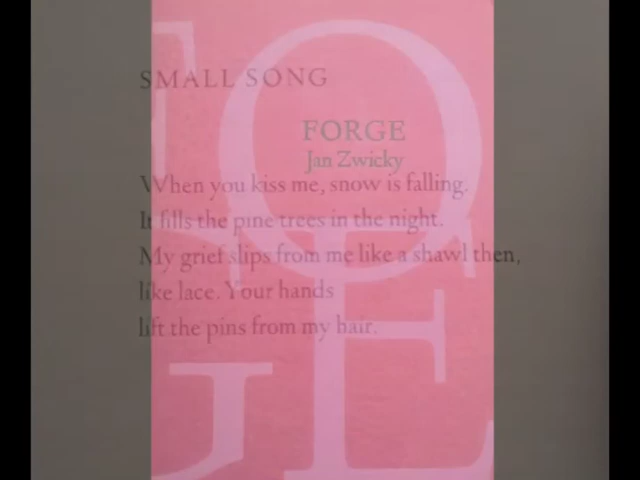 SMALL SONG
FORGE
Jan Zwicky
When you kiss me, snow is falling.
It fills the pine trees in the night.
My grief slips from me like a shawl then,
like lace. Your hands
lift the pins from my hair.
FO
GE